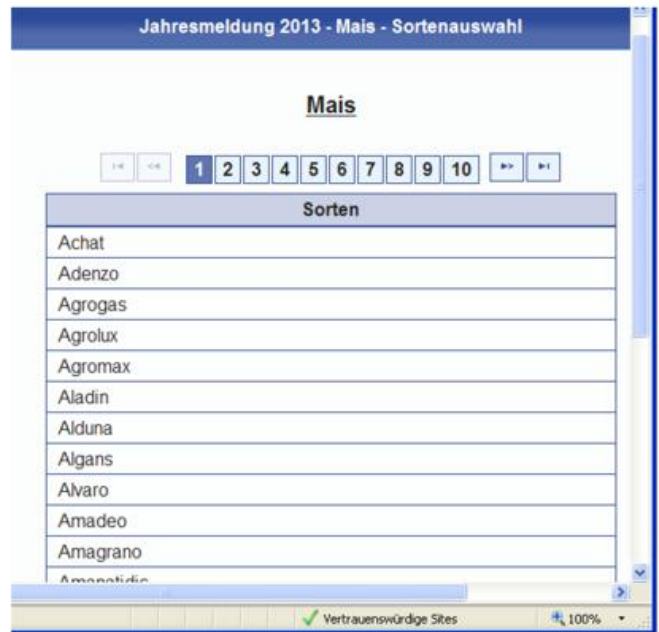 Jahresmeldung 2013 - Mais - Sortenauswahl
Mais
1 2 3 4 5 6 7 8 9 10
Sorten
Achat
Adenzo
Agrogas
Agrolux
Agromax
Aladin
Alduna
Algans
Alvaro
Amadeo
Amagrano
Vertrauenswürdige Sites 100%